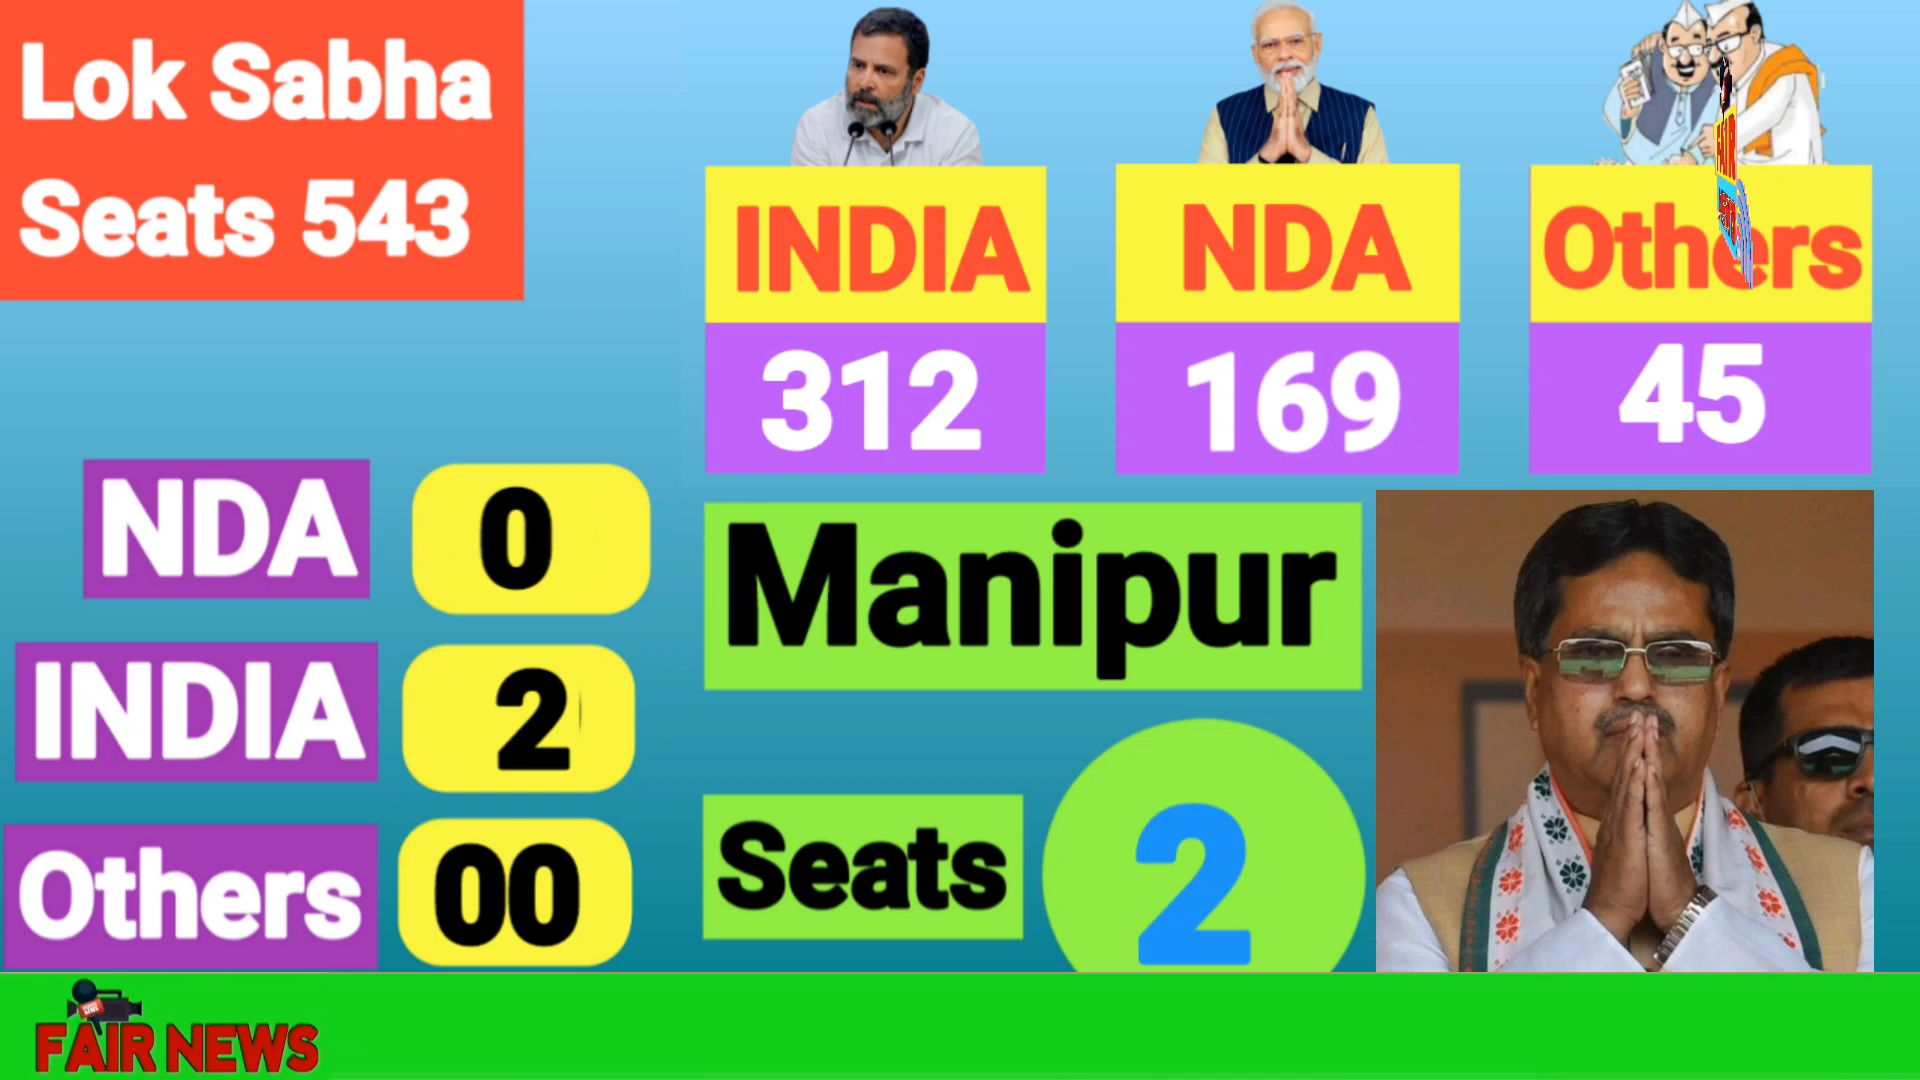 Lok Sabha
Seats 543
INDIA
NDA
Others
312
169
45
NDA
0
INDIA
2
Others
00
Manipur
Seats
2
FAIR NEWS